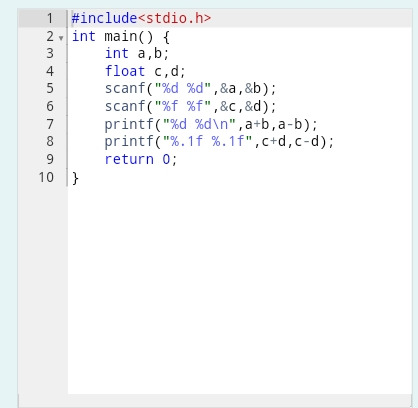 1 #include<stdio.h>
2 int main() {
3     int a,b;
4     float c,d;
5     scanf("%d %d",&a,&b);
6     scanf("%f %f",&c,&d);
7     printf("%d %d\n",a+b,a-b);
8     printf("%.1f %.1f",c+d,c-d);
9     return 0;
10 }